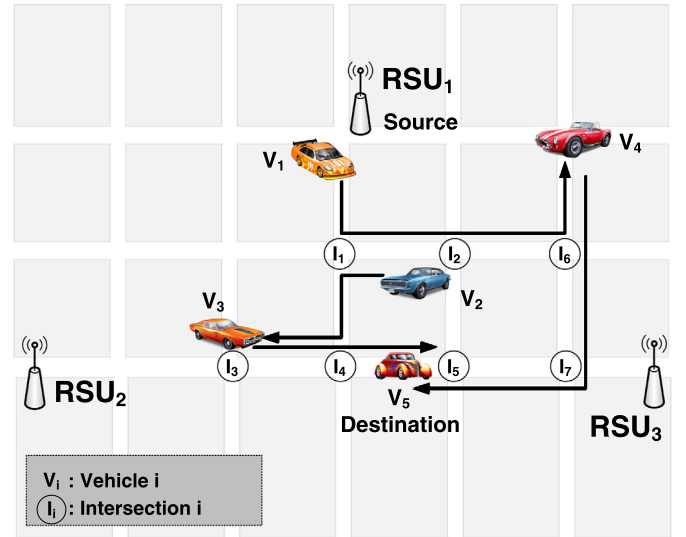 RSU₁
Source
V₁
V₄
I₁
I₂
I₆
V₃
V₂
I₃
I₄
I₅
I₇
RSU₂
V₅
Destination
RSU₃
Vᵢ : Vehicle i
Iᵢ : Intersection i